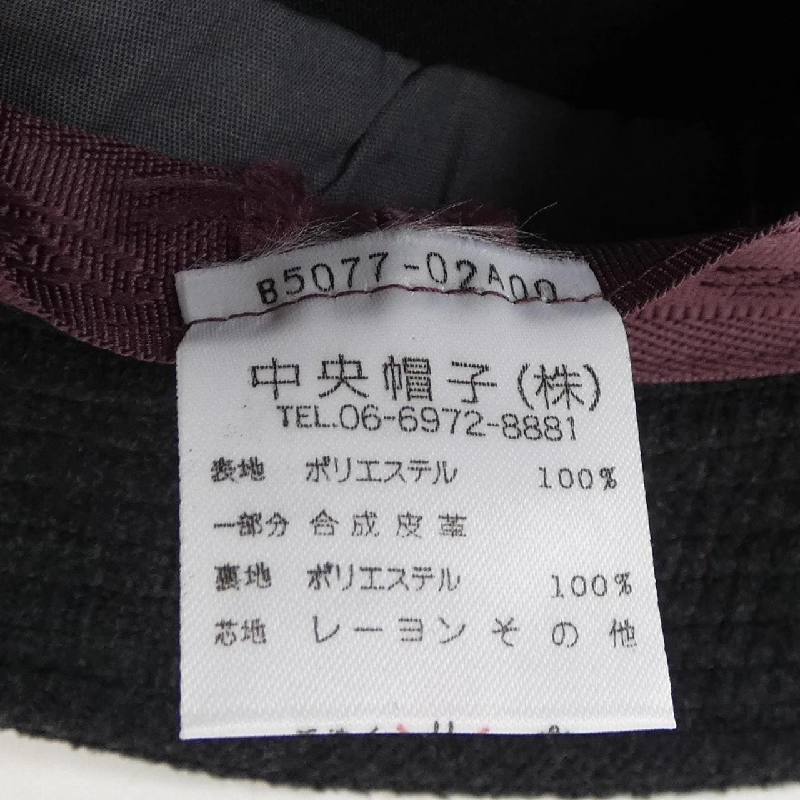 B5077-02A00
中央帽子(株)
TEL.06-6972-8881
表地 ポリエステル 100%
一部分 合成皮革
裏地 ポリエステル 100%
芯地 レーヨンその他